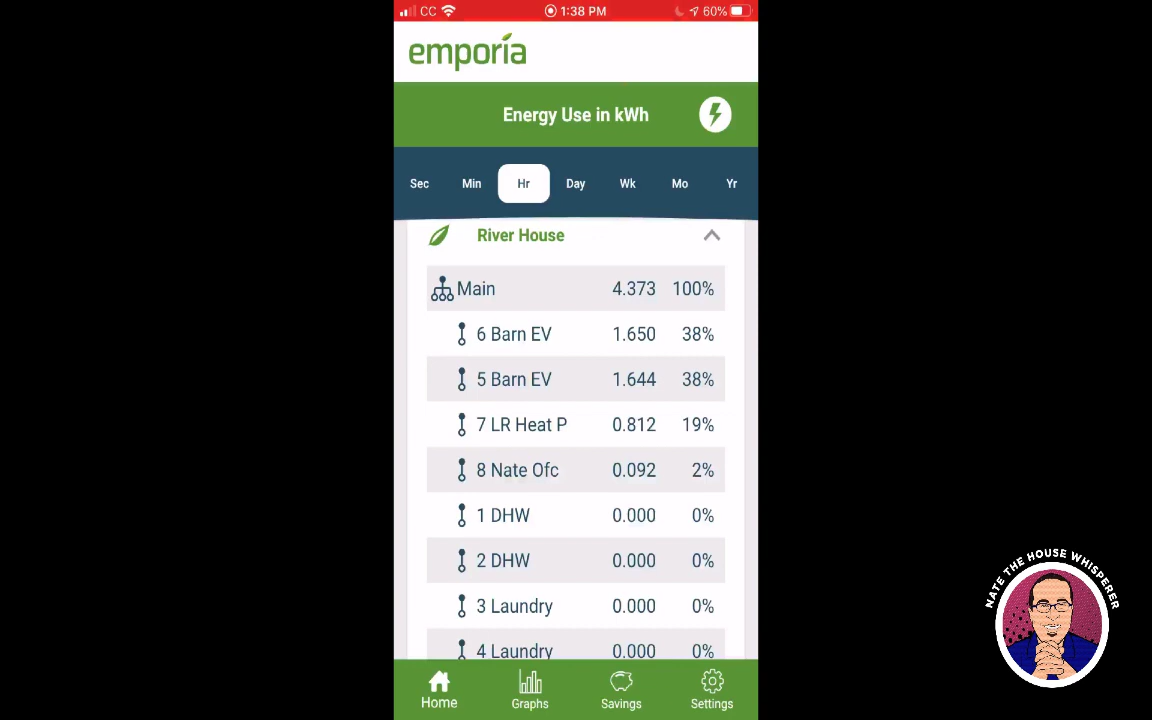 CC 1:38 PM 60%
emporia
Energy Use in kWh
Sec Min Hr Day Wk Mo Yr
River House
Main 4.373 100%
6 Barn EV 1.650 38%
5 Barn EV 1.644 38%
7 LR Heat P 0.812 19%
8 Nate Ofc 0.092 2%
1 DHW 0.000 0%
2 DHW 0.000 0%
3 Laundry 0.000 0%
4 Laundry 0.000 0%
Home Graphs Savings Settings
NATE THE HOUSE WHISPERER